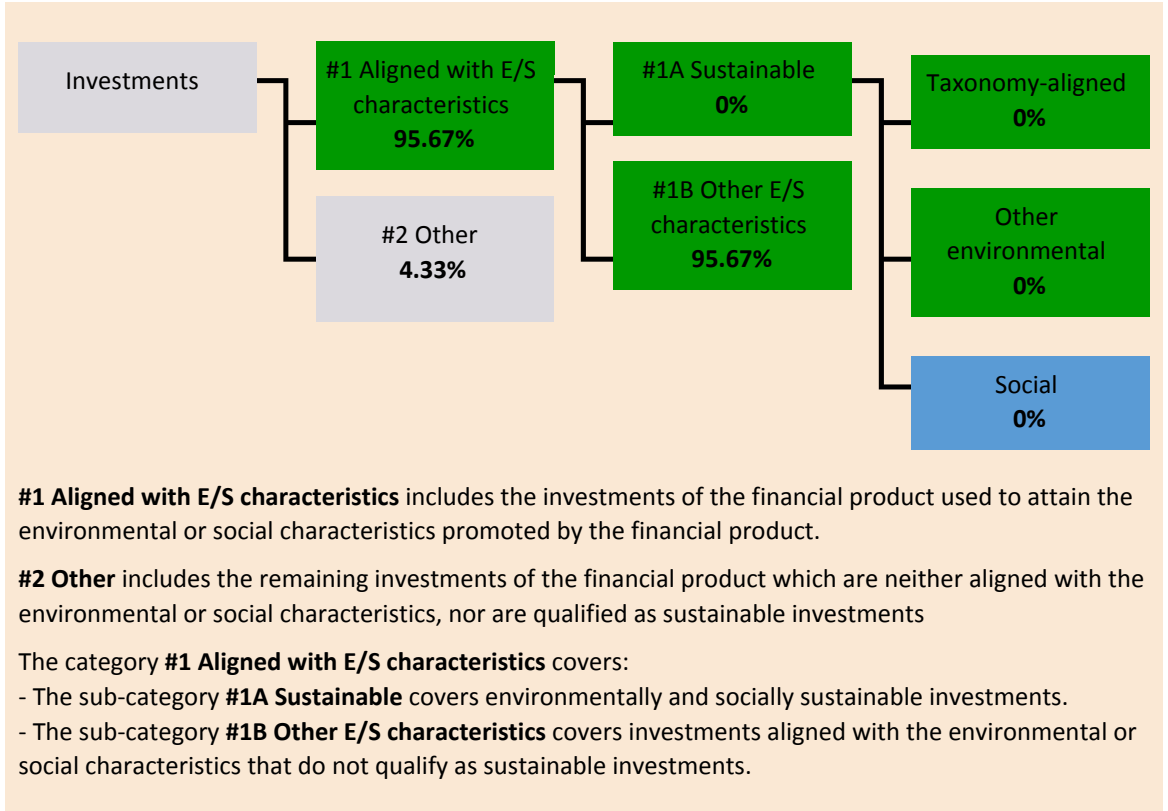 Investments
#1 Aligned with E/S
characteristics
95.67%
#2 Other
4.33%
#1A Sustainable
0%
#1B Other E/S
characteristics
95.67%
Taxonomy-aligned
0%
Other
environmental
0%
Social
0%
#1 Aligned with E/S characteristics includes the investments of the financial product used to attain the
environmental or social characteristics promoted by the financial product.
#2 Other includes the remaining investments of the financial product which are neither aligned with the
environmental or social characteristics, nor are qualified as sustainable investments
The category #1 Aligned with E/S characteristics covers:
- The sub-category #1A Sustainable covers environmentally and socially sustainable investments.
- The sub-category #1B Other E/S characteristics covers investments aligned with the environmental or
social characteristics that do not qualify as sustainable investments.